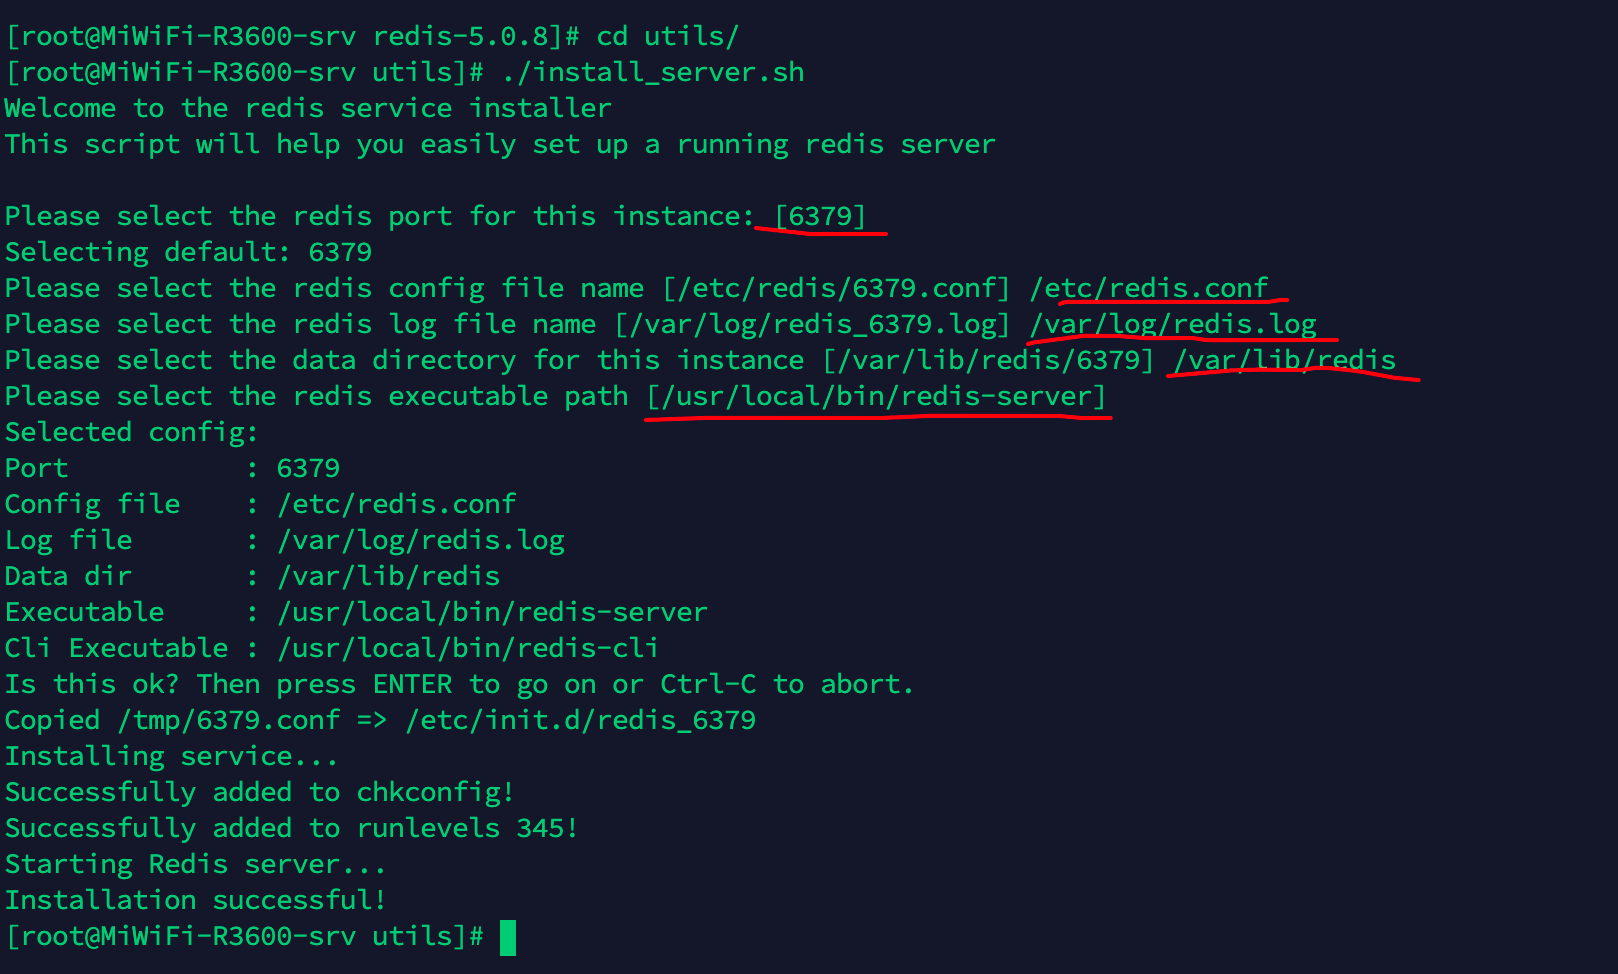 [root@MiWiFi-R3600-srv redis-5.0.8]# cd utils/
[root@MiWiFi-R3600-srv utils]# ./install_server.sh
Welcome to the redis service installer
This script will help you easily set up a running redis server
Please select the redis port for this instance: [6379]
Selecting default: 6379
Please select the redis config file name [/etc/redis/6379.conf] /etc/redis.conf
Please select the redis log file name [/var/log/redis_6379.log] /var/log/redis.log
Please select the data directory for this instance [/var/lib/redis/6379] /var/lib/redis
Please select the redis executable path [/usr/local/bin/redis-server]
Selected config:
Port           : 6379
Config file    : /etc/redis.conf
Log file       : /var/log/redis.log
Data dir       : /var/lib/redis
Executable     : /usr/local/bin/redis-server
Cli Executable : /usr/local/bin/redis-cli
Is this ok? Then press ENTER to go on or Ctrl-C to abort.
Copied /tmp/6379.conf => /etc/init.d/redis_6379
Installing service...
Successfully added to chkconfig!
Successfully added to runlevels 345!
Starting Redis server...
Installation successful!
[root@MiWiFi-R3600-srv utils]#